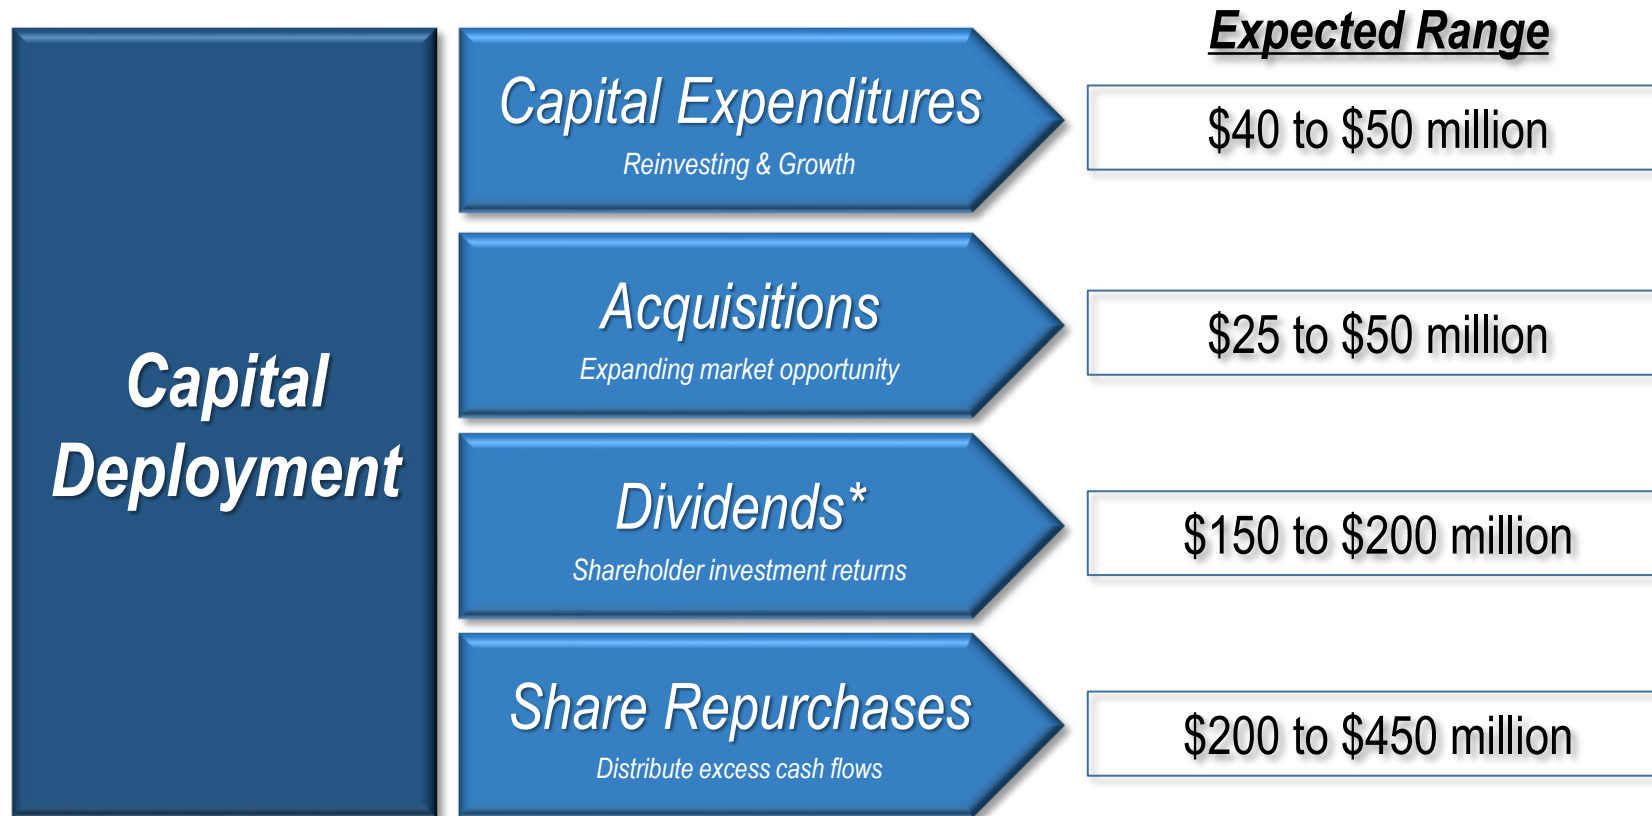 Expected Range
Capital Expenditures
Reinvesting & Growth
$40 to $50 million
Acquisitions
Expanding market opportunity
$25 to $50 million
Capital
Deployment
Dividends*
Shareholder investment returns
$150 to $200 million
Share Repurchases
Distribute excess cash flows
$200 to $450 million